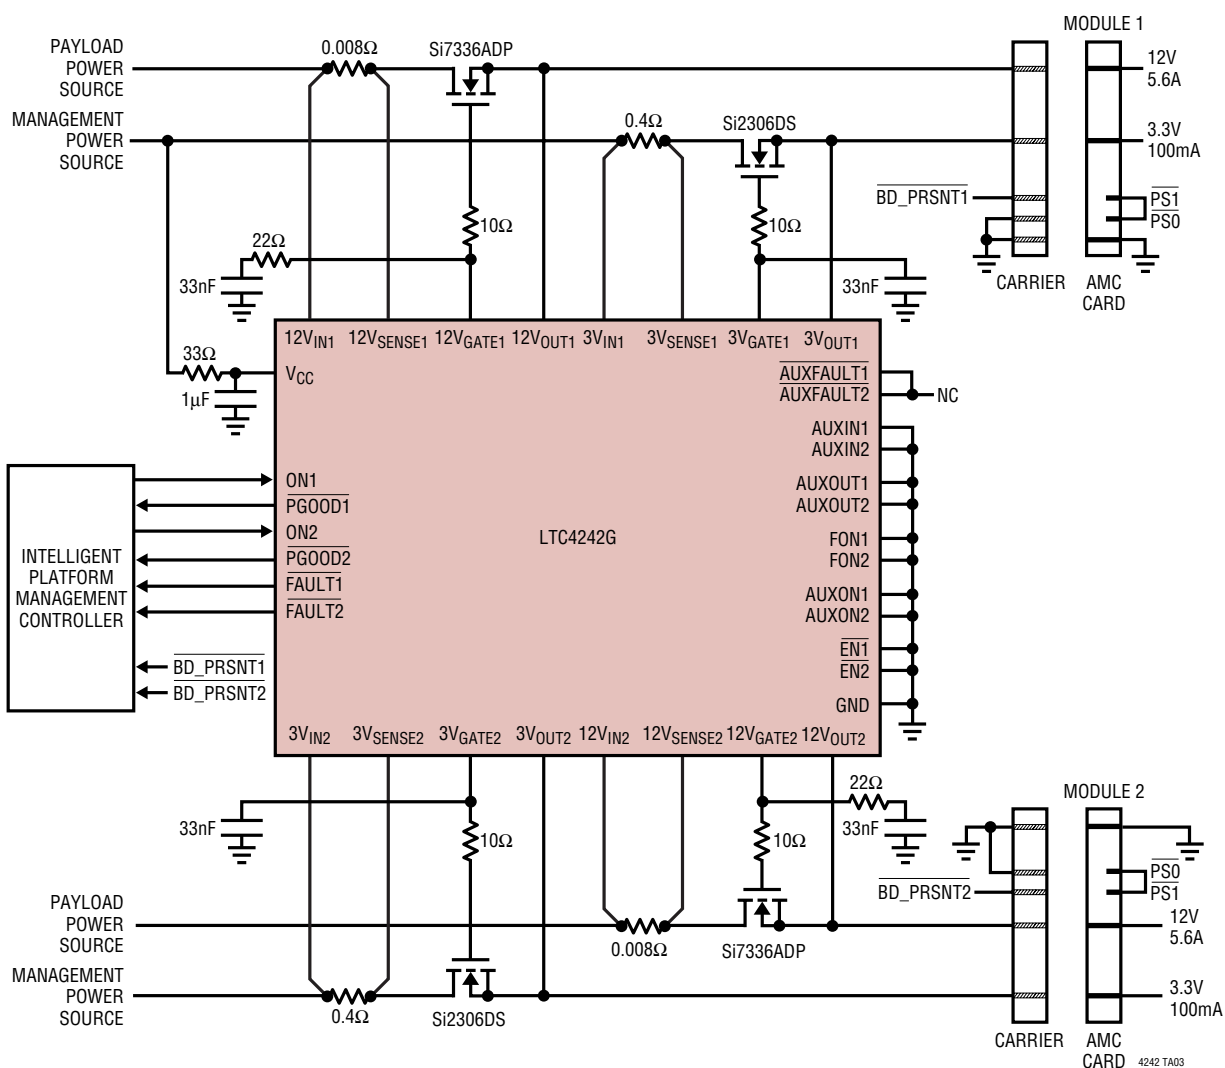 MODULE 1
PAYLOAD
POWER
SOURCE
0.008Ω
Si7336ADP
12V
5.6A
MANAGEMENT
POWER
SOURCE
0.4Ω
Si2306DS
3.3V
100mA
BD_PRSNT1
PS1
PS0
10Ω
10Ω
22Ω
33nF
33nF
CARRIER
AMC
CARD
12VIN1
12VSENSE1
12VGATE1
12VOUT1
3VIN1
3VSENSE1
3VGATE1
3VOUT1
33Ω
VCC
1μF
AUXFAULT1
AUXFAULT2
NC
AUXIN1
AUXIN2
AUXOUT1
AUXOUT2
FON1
FON2
AUXON1
AUXON2
EN1
EN2
GND
ON1
PGOOD1
ON2
PGOOD2
FAULT1
FAULT2
LTC4242G
INTELLIGENT
PLATFORM
MANAGEMENT
CONTROLLER
BD_PRSNT1
BD_PRSNT2
3VIN2
3VSENSE2
3VGATE2
3VOUT2
12VIN2
12VSENSE2
12VGATE2
12VOUT2
22Ω
MODULE 2
33nF
10Ω
10Ω
33nF
PS0
PS1
BD_PRSNT2
PAYLOAD
POWER
SOURCE
0.008Ω
Si7336ADP
12V
5.6A
MANAGEMENT
POWER
SOURCE
0.4Ω
Si2306DS
3.3V
100mA
CARRIER
AMC
CARD
4242 TA03